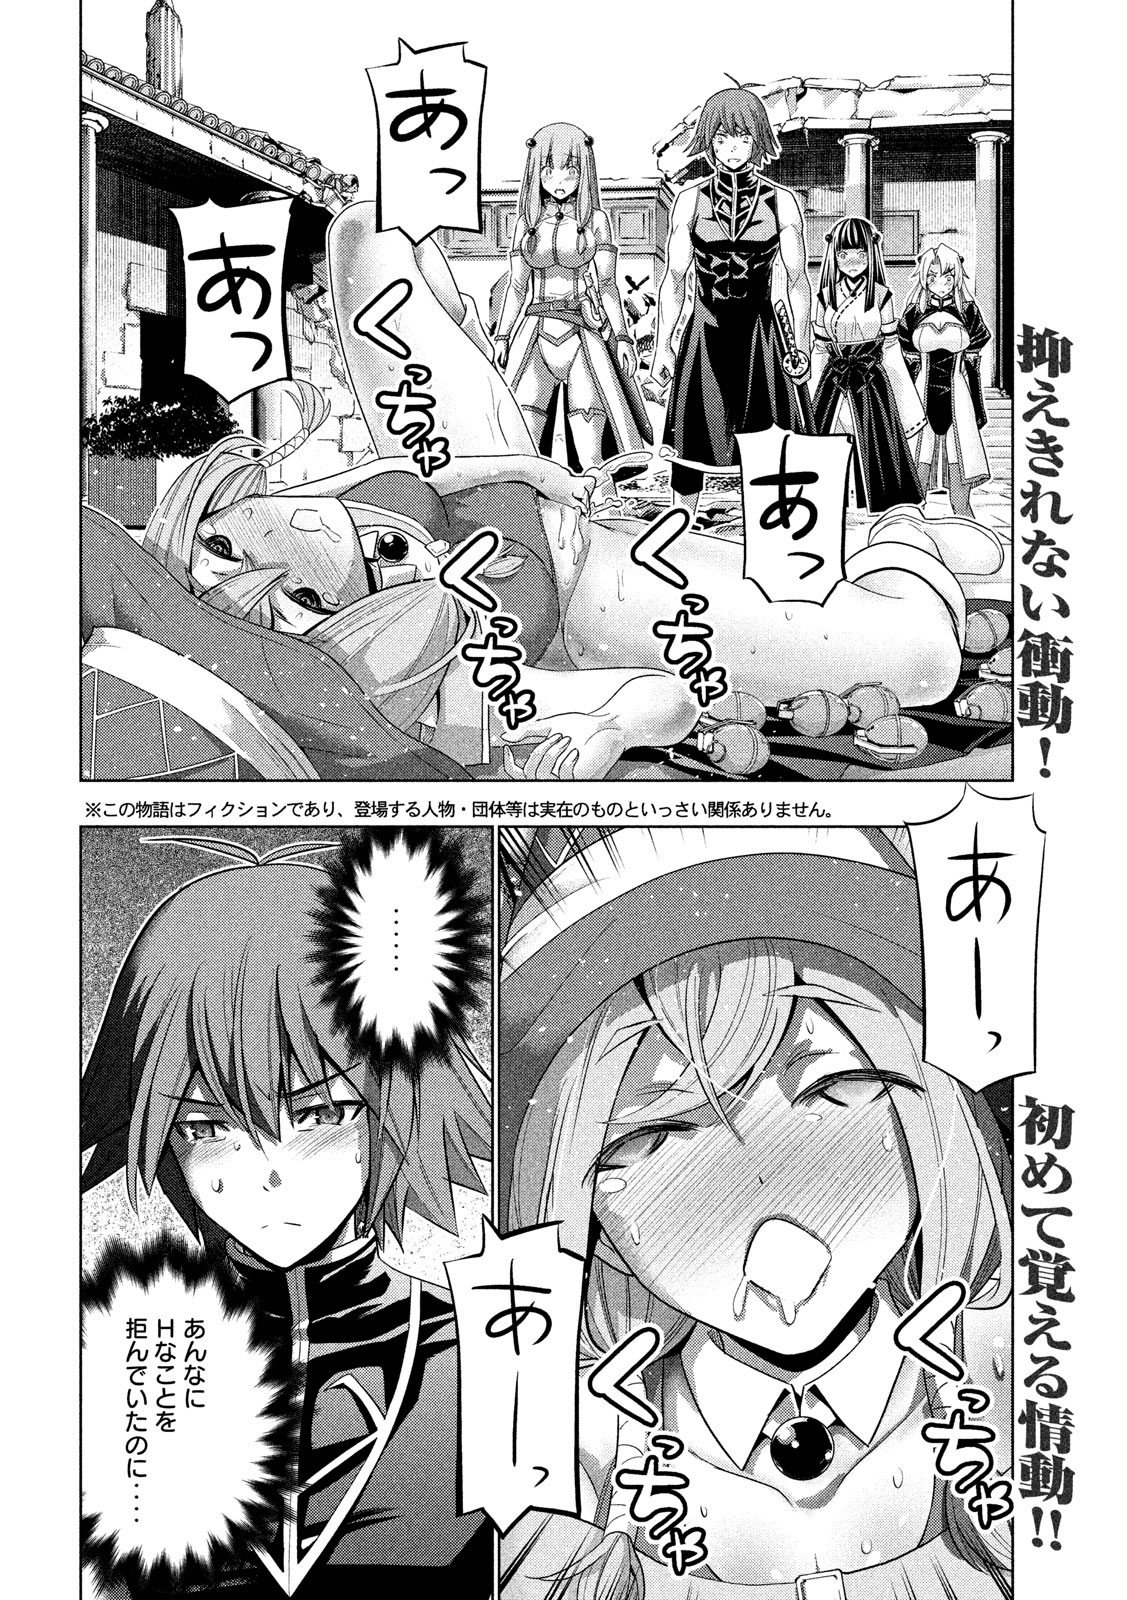 抑えきれない衝動!
初めて覚える情動!!
あっ
あっ
あっ
くっちゃ
くっちゃ
くっちゃ
※この物語はフィクションであり、登場する人物・団体等は実在のものといっさい関係ありません。
あーっ
あーっ
くっちゃ
くっちゃ
……
あんなに
Hなことを
拒んでいたのに……